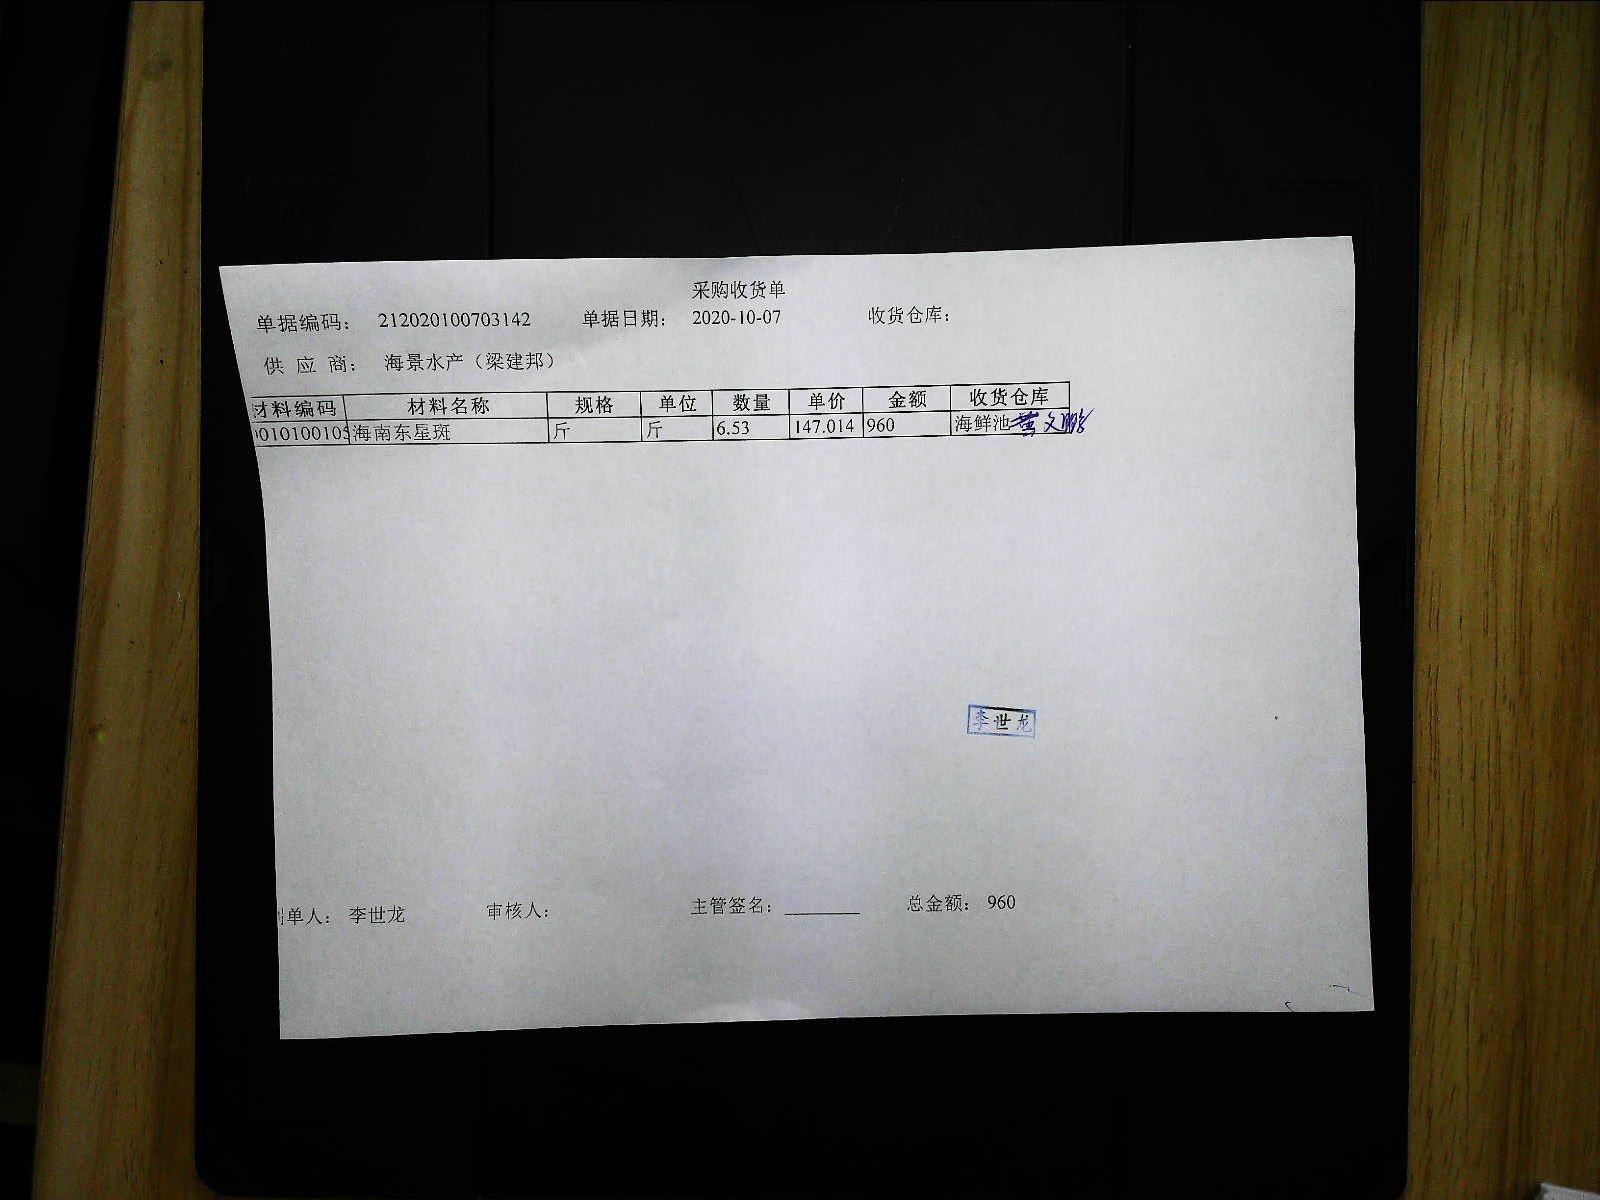 采购收货单
单据编码： 212020100703142 单据日期： 2020-10-07 收货仓库：
供 应 商： 海景水产（梁建邦）
材料编码 材料名称 规格 单位 数量 单价 金额 收货仓库
010100105 海南东星斑 斤 斤 6.53 147.014 960 海鲜池
李世龙
制单人： 李世龙 审核人： 主管签名： ________ 总金额： 960